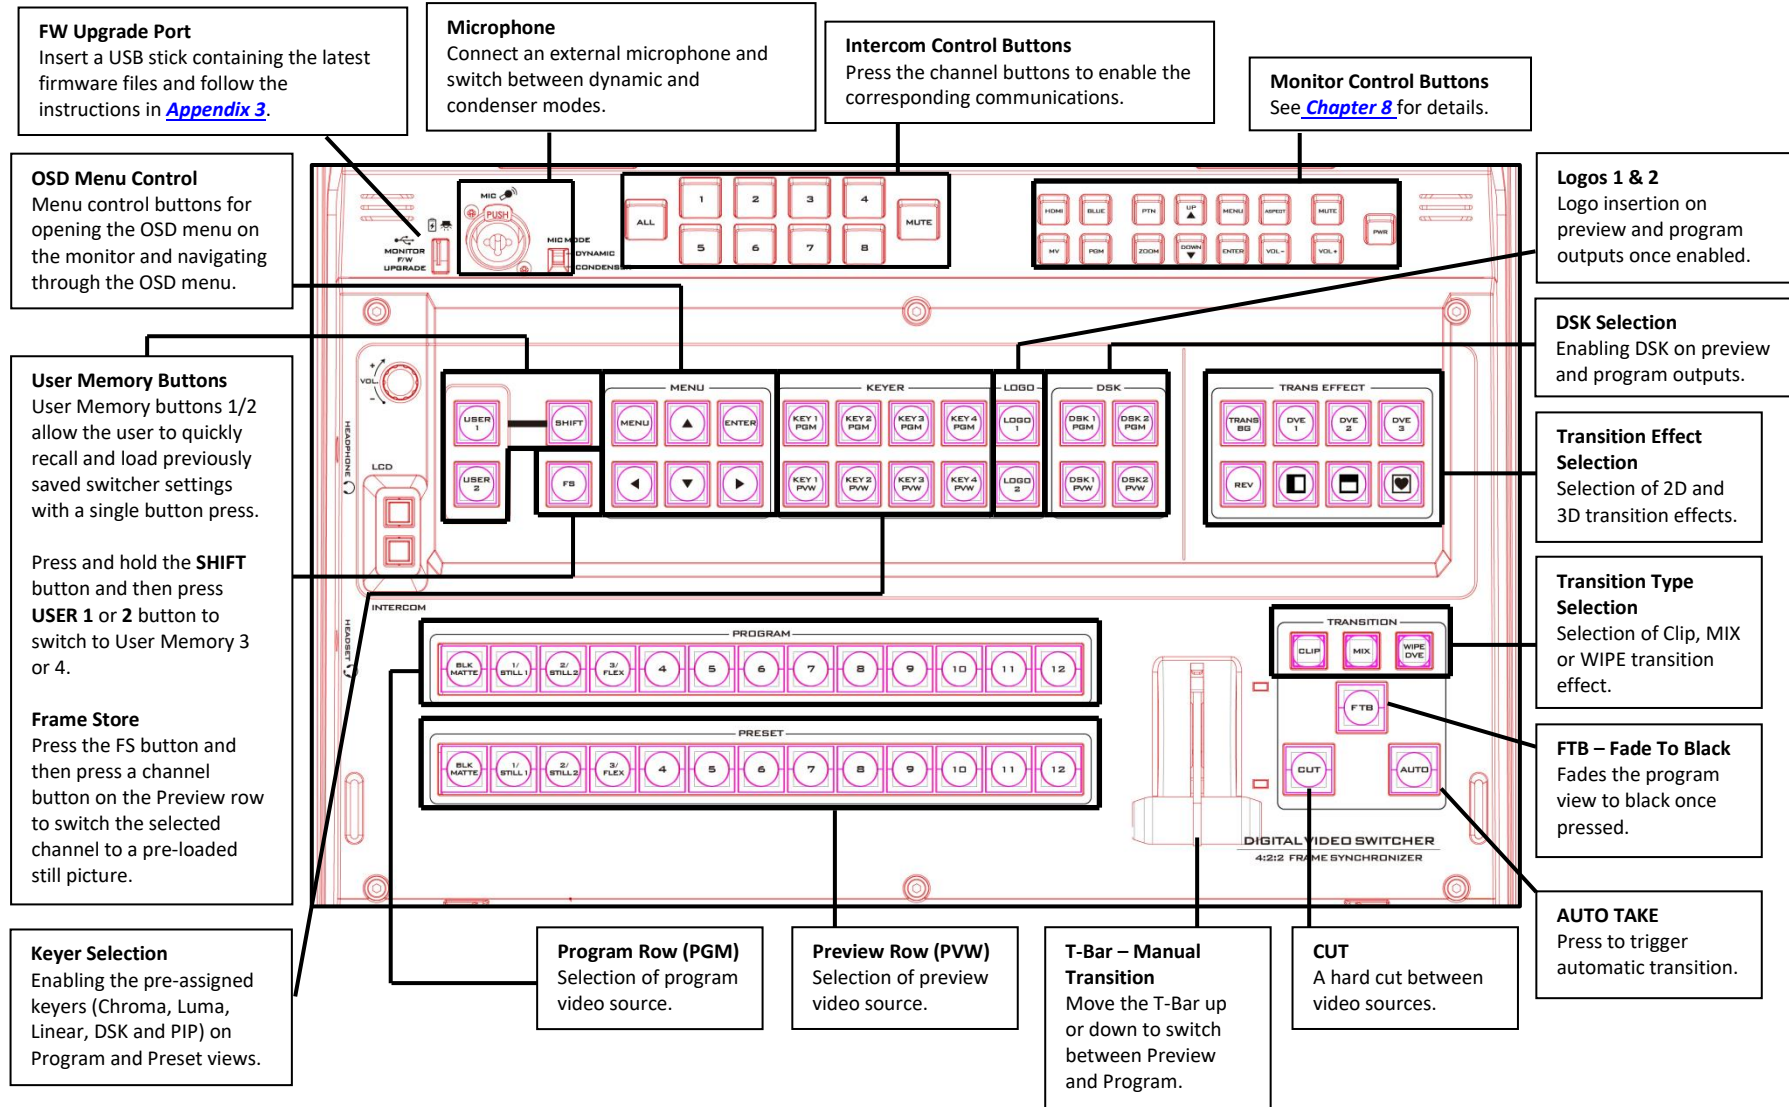 FW Upgrade Port
Insert a USB stick containing the latest
firmware files and follow the
instructions in Appendix 3.
Microphone
Connect an external microphone and
switch between dynamic and
condenser modes.
Intercom Control Buttons
Press the channel buttons to enable the
corresponding communications.
Monitor Control Buttons
See Chapter 8 for details.
OSD Menu Control
Menu control buttons for
opening the OSD menu on
the monitor and navigating
through the OSD menu.
Logos 1 & 2
Logo insertion on
preview and program
outputs once enabled.
DSK Selection
Enabling DSK on preview
and program outputs.
User Memory Buttons
User Memory buttons 1/2
allow the user to quickly
recall and load previously
saved switcher settings
with a single button press.
Press and hold the SHIFT
button and then press
USER 1 or 2 button to
switch to User Memory 3
or 4.
Frame Store
Press the FS button and
then press a channel
button on the Preview row
to switch the selected
channel to a pre-loaded
still picture.
Transition Effect
Selection
Selection of 2D and
3D transition effects.
Transition Type
Selection
Selection of Clip, MIX
or WIPE transition
effect.
FTB – Fade To Black
Fades the program
view to black once
pressed.
AUTO TAKE
Press to trigger
automatic transition.
Keyer Selection
Enabling the pre-assigned
keyers (Chroma, Luma,
Linear, DSK and PIP) on
Program and Preset views.
Program Row (PGM)
Selection of program
video source.
Preview Row (PVW)
Selection of preview
video source.
T-Bar – Manual
Transition
Move the T-Bar up
or down to switch
between Preview
and Program.
CUT
A hard cut between
video sources.
MONITOR
F/W
UPGRADE
MIC
PUSH
MIC MODE
DYNAMIC
CONDENSER
ALL
1 2 3 4
5 6 7 8
MUTE
HDMI BLUE PTN UP MENU ASPECT MUTE
MV PGM ZOOM DOWN ENTER VOL- VOL+
PWR
+
VOL.
-
HEADPHONE
LCD
INTERCOM
HEADSET
USER 1
SHIFT
USER 2
FS
MENU
MENU ENTER
KEYER
KEY 1 PGM KEY 2 PGM KEY 3 PGM KEY 4 PGM
KEY 1 PVW KEY 2 PVW KEY 3 PVW KEY 4 PVW
LOGO
LOGO 1
LOGO 2
DSK
DSK 1 PGM DSK 2 PGM
DSK 1 PVW DSK 2 PVW
TRANS EFFECT
TRANS BG DVE 1 DVE 2 DVE 3
REV
PROGRAM
BLK MATTE 1/ STILL 1 2/ STILL 2 3/ FLEX 4 5 6 7 8 9 10 11 12
PRESET
BLK MATTE 1/ STILL 1 2/ STILL 2 3/ FLEX 4 5 6 7 8 9 10 11 12
TRANSITION
CLIP MIX WIPE DVE
FTB
CUT AUTO
DIGITAL VIDEO SWITCHER
4:2:2 FRAME SYNCHRONIZER